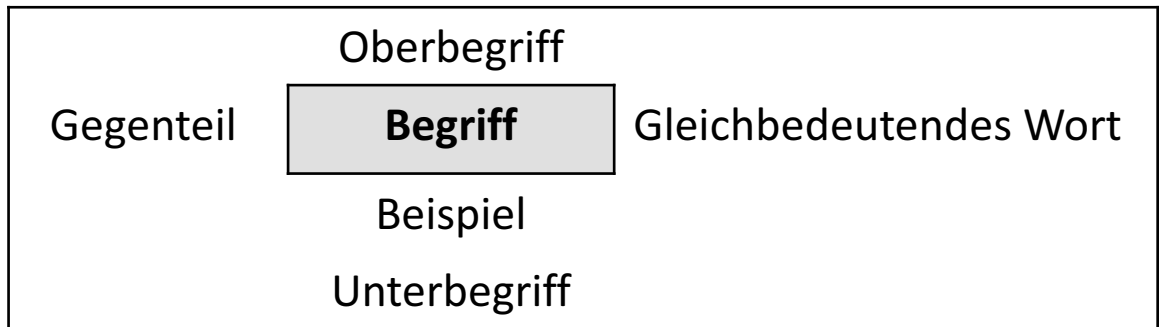 Oberbegriff
Gegenteil Begriff Gleichbedeutendes Wort
Beispiel
Unterbegriff